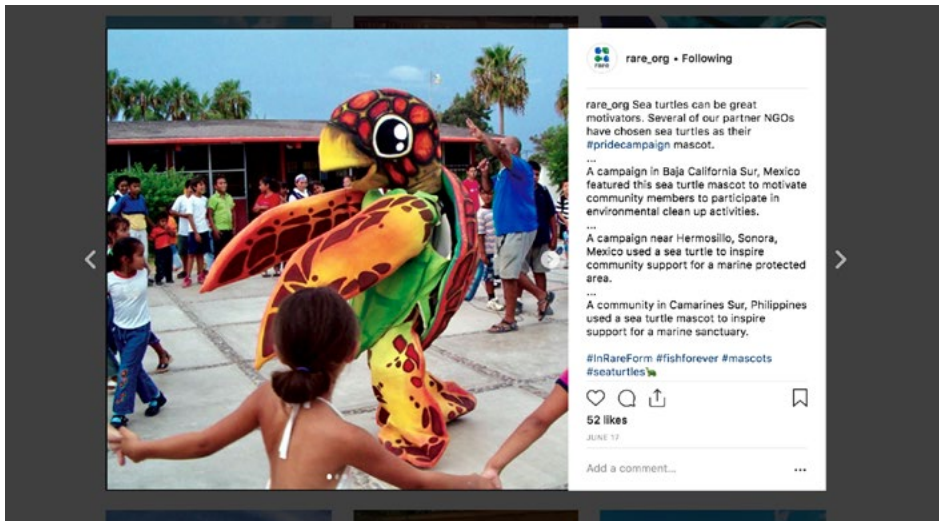 rare
rare_org • Following
rare_org Sea turtles can be great
motivators. Several of our partner NGOs
have chosen sea turtles as their
#pridecampaign mascot.
...
A campaign in Baja California Sur, Mexico
featured this sea turtle mascot to motivate
community members to participate in
environmental clean up activities.
...
A campaign near Hermosillo, Sonora,
Mexico used a sea turtle to inspire
community support for a marine protected
area.
...
A community in Camarines Sur, Philippines
used a sea turtle mascot to inspire
support for a marine sanctuary.
#InRareForm #fishforever #mascots
#seaturtles🐢
52 likes
JUNE 17
Add a comment...